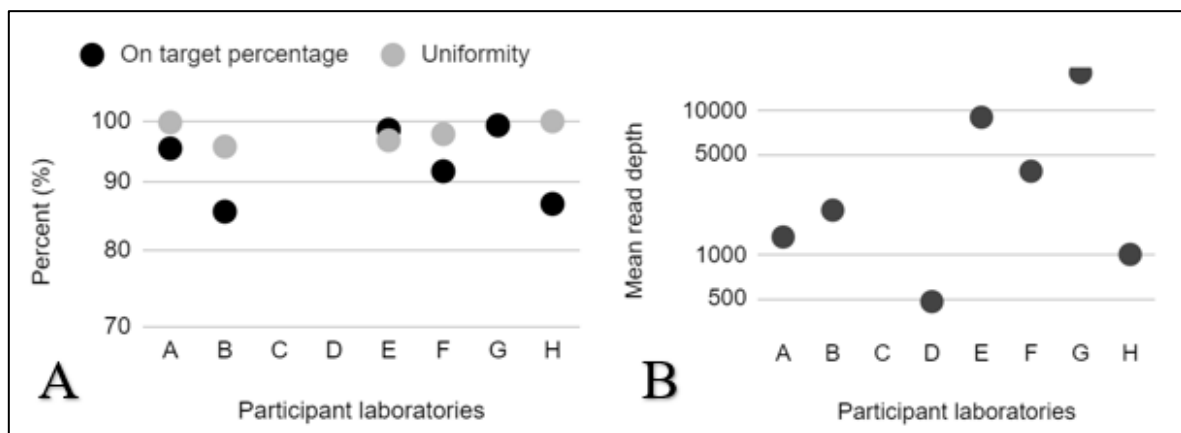 On target percentage Uniformity
Percent (%)
100
90
80
70
A B C D E F G H
Participant laboratories
A
Mean read depth
10000
5000
1000
500
A B C D E F G H
Participant laboratories
B